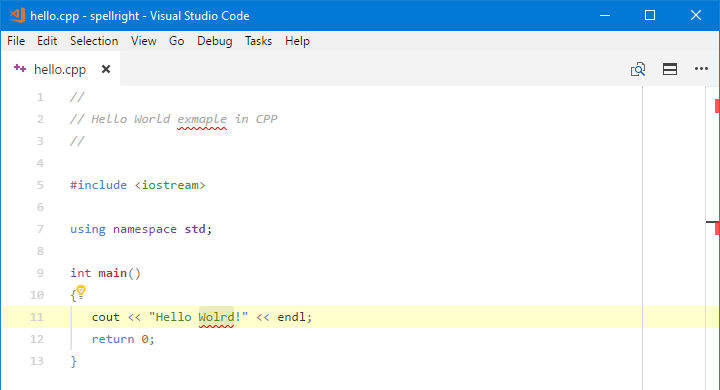 hello.cpp - spellright - Visual Studio Code
File Edit Selection View Go Debug Tasks Help
hello.cpp
1 //
2 // Hello World exmaple in CPP
3 //
4
5 #include <iostream>
6
7 using namespace std;
8
9 int main()
10 {
11 cout << "Hello Wolrd!" << endl;
12 return 0;
13 }